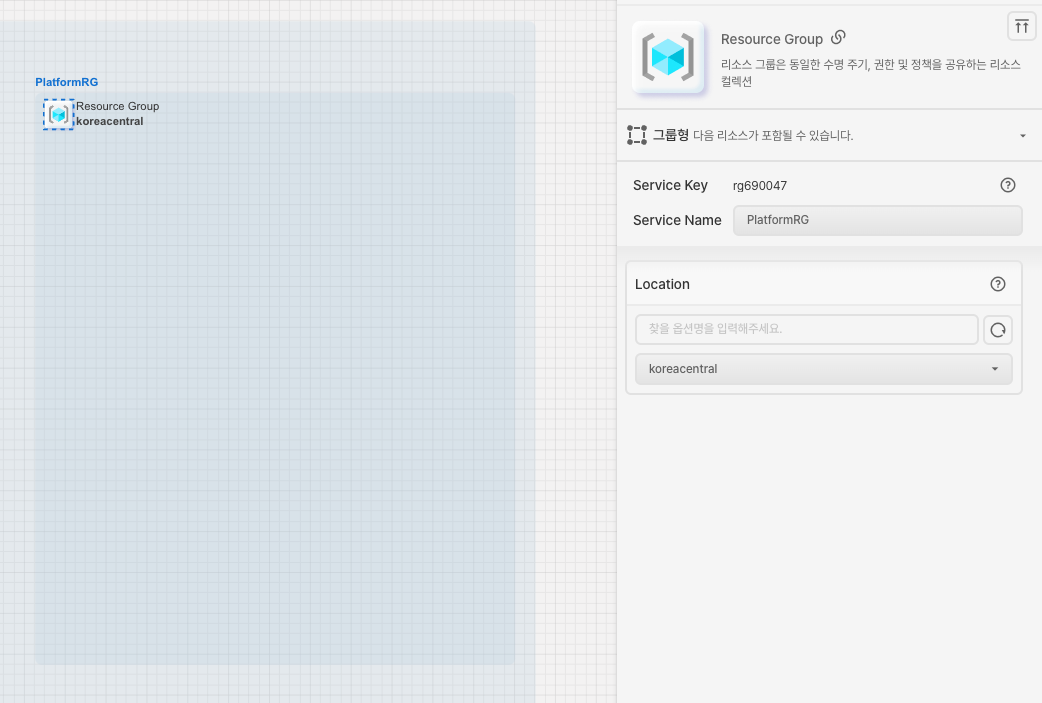 PlatformRG
Resource Group
koreacentral
Resource Group
리소스 그룹은 동일한 수명 주기, 권한 및 정책을 공유하는 리소스
컬렉션
그룹형 다음 리소스가 포함될 수 있습니다.
Service Key rg690047
Service Name PlatformRG
Location
찾을 옵션명을 입력해주세요.
koreacentral